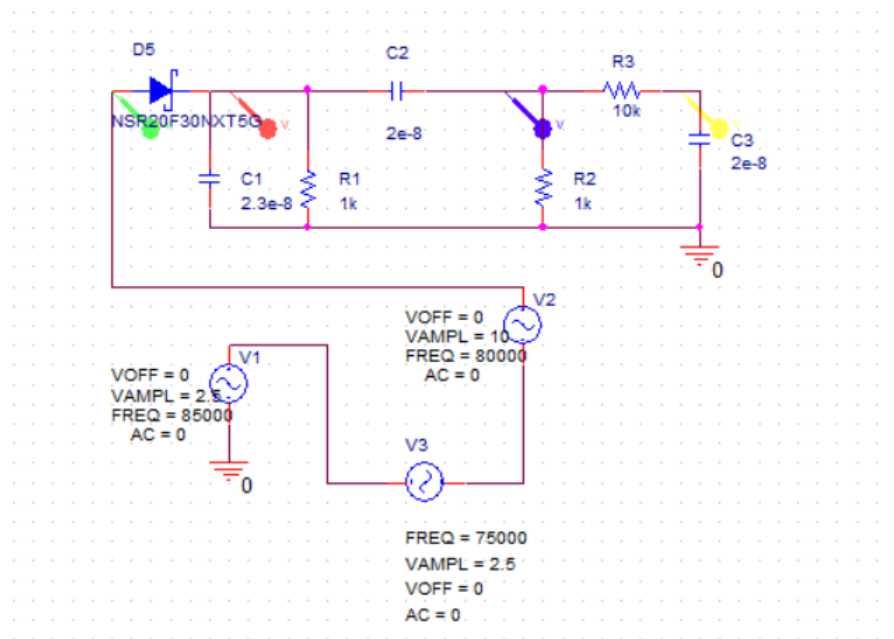 D5
C2
R3
NSR20F30NXT5G
V
V
V
10k
2e-8
C1
2.3e-8
R1
1k
R2
1k
C3
2e-8
0
V2
VOFF = 0
VAMPL = 10
FREQ = 80000
AC = 0
V1
VOFF = 0
VAMPL = 2.5
FREQ = 85000
AC = 0
0
V3
FREQ = 75000
VAMPL = 2.5
VOFF = 0
AC = 0